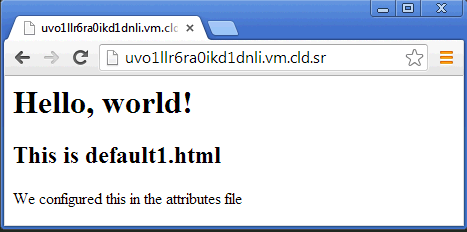 uvo1llr6ra0ikd1dnli.vm.cld
uvo1llr6ra0ikd1dnli.vm.cld.sr
Hello, world!
This is default1.html
We configured this in the attributes file